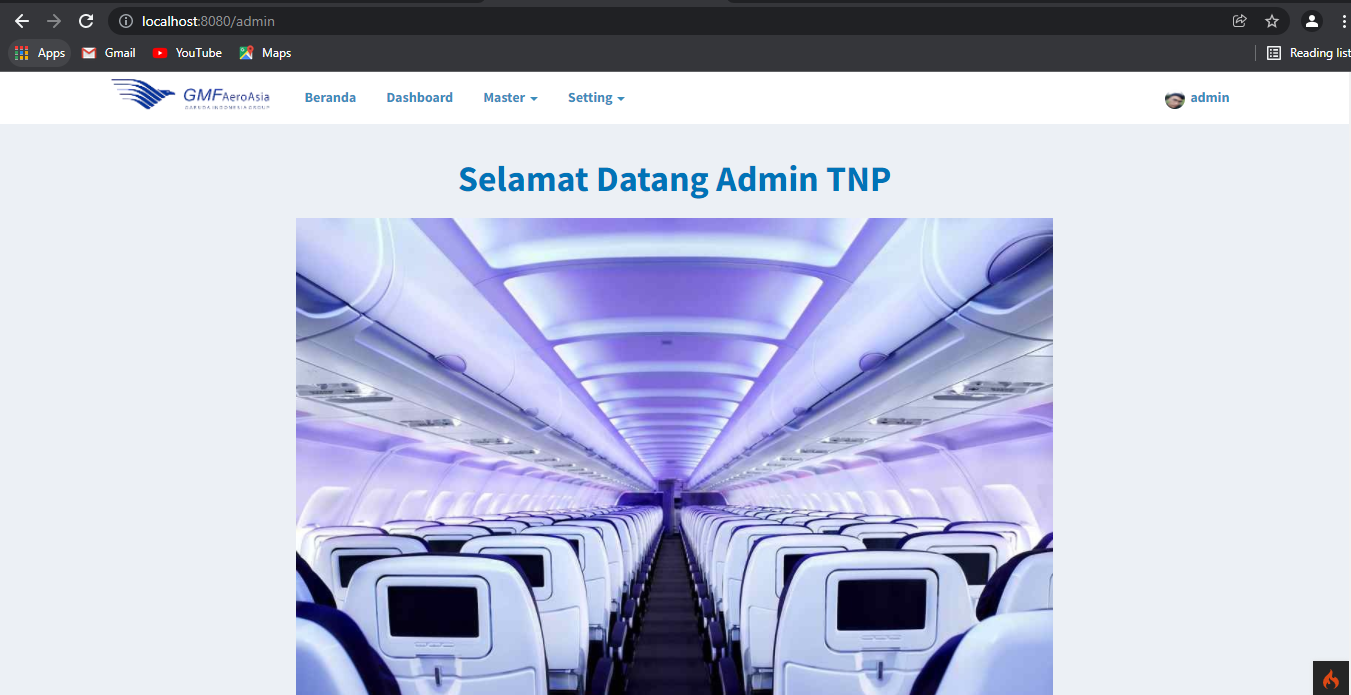 localhost:8080/admin
Apps Gmail YouTube Maps Reading list
GMF AeroAsia Beranda Dashboard Master Setting admin
GARUDA INDONESIA GROUP
Selamat Datang Admin TNP